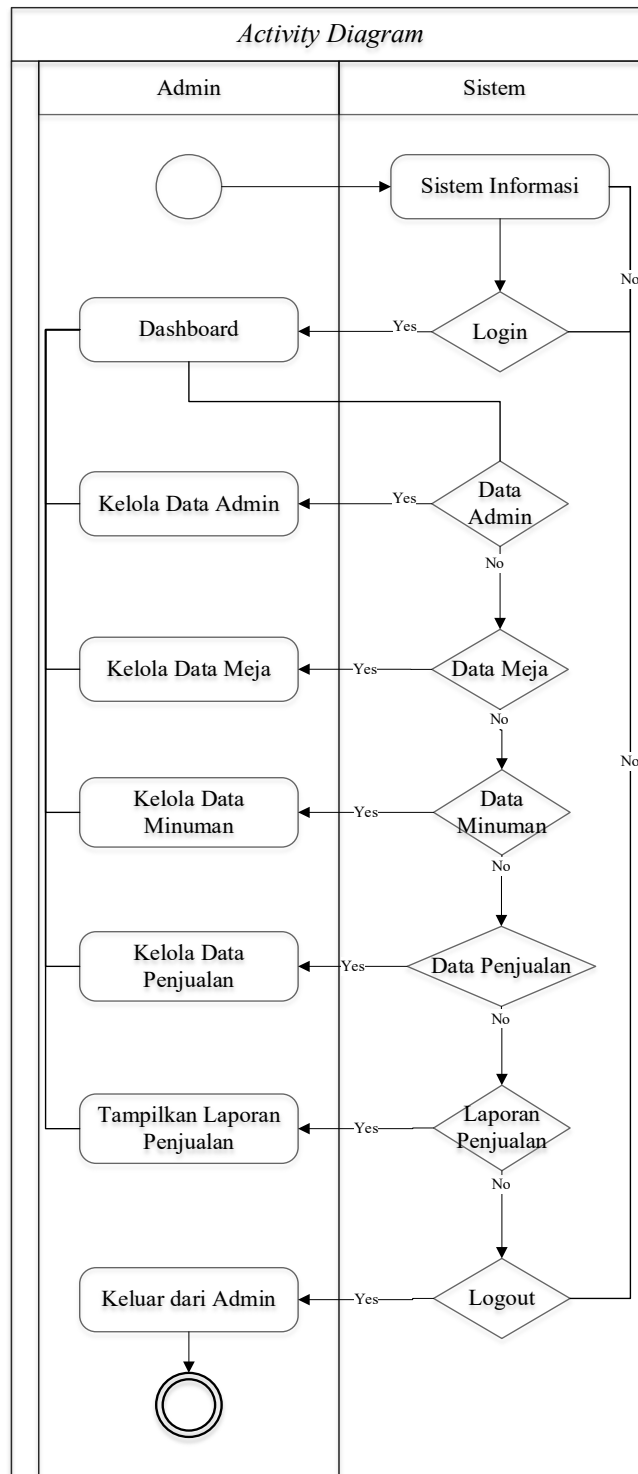 Activity Diagram
Admin
Sistem
Sistem Informasi
No
Dashboard
Yes
Login
Kelola Data Admin
Yes
Data
Admin
No
Kelola Data Meja
Yes
Data Meja
No
No
Kelola Data
Minuman
Yes
Data
Minuman
No
Kelola Data
Penjualan
Yes
Data Penjualan
No
Tampilkan Laporan
Penjualan
Yes
Laporan
Penjualan
No
Keluar dari Admin
Yes
Logout